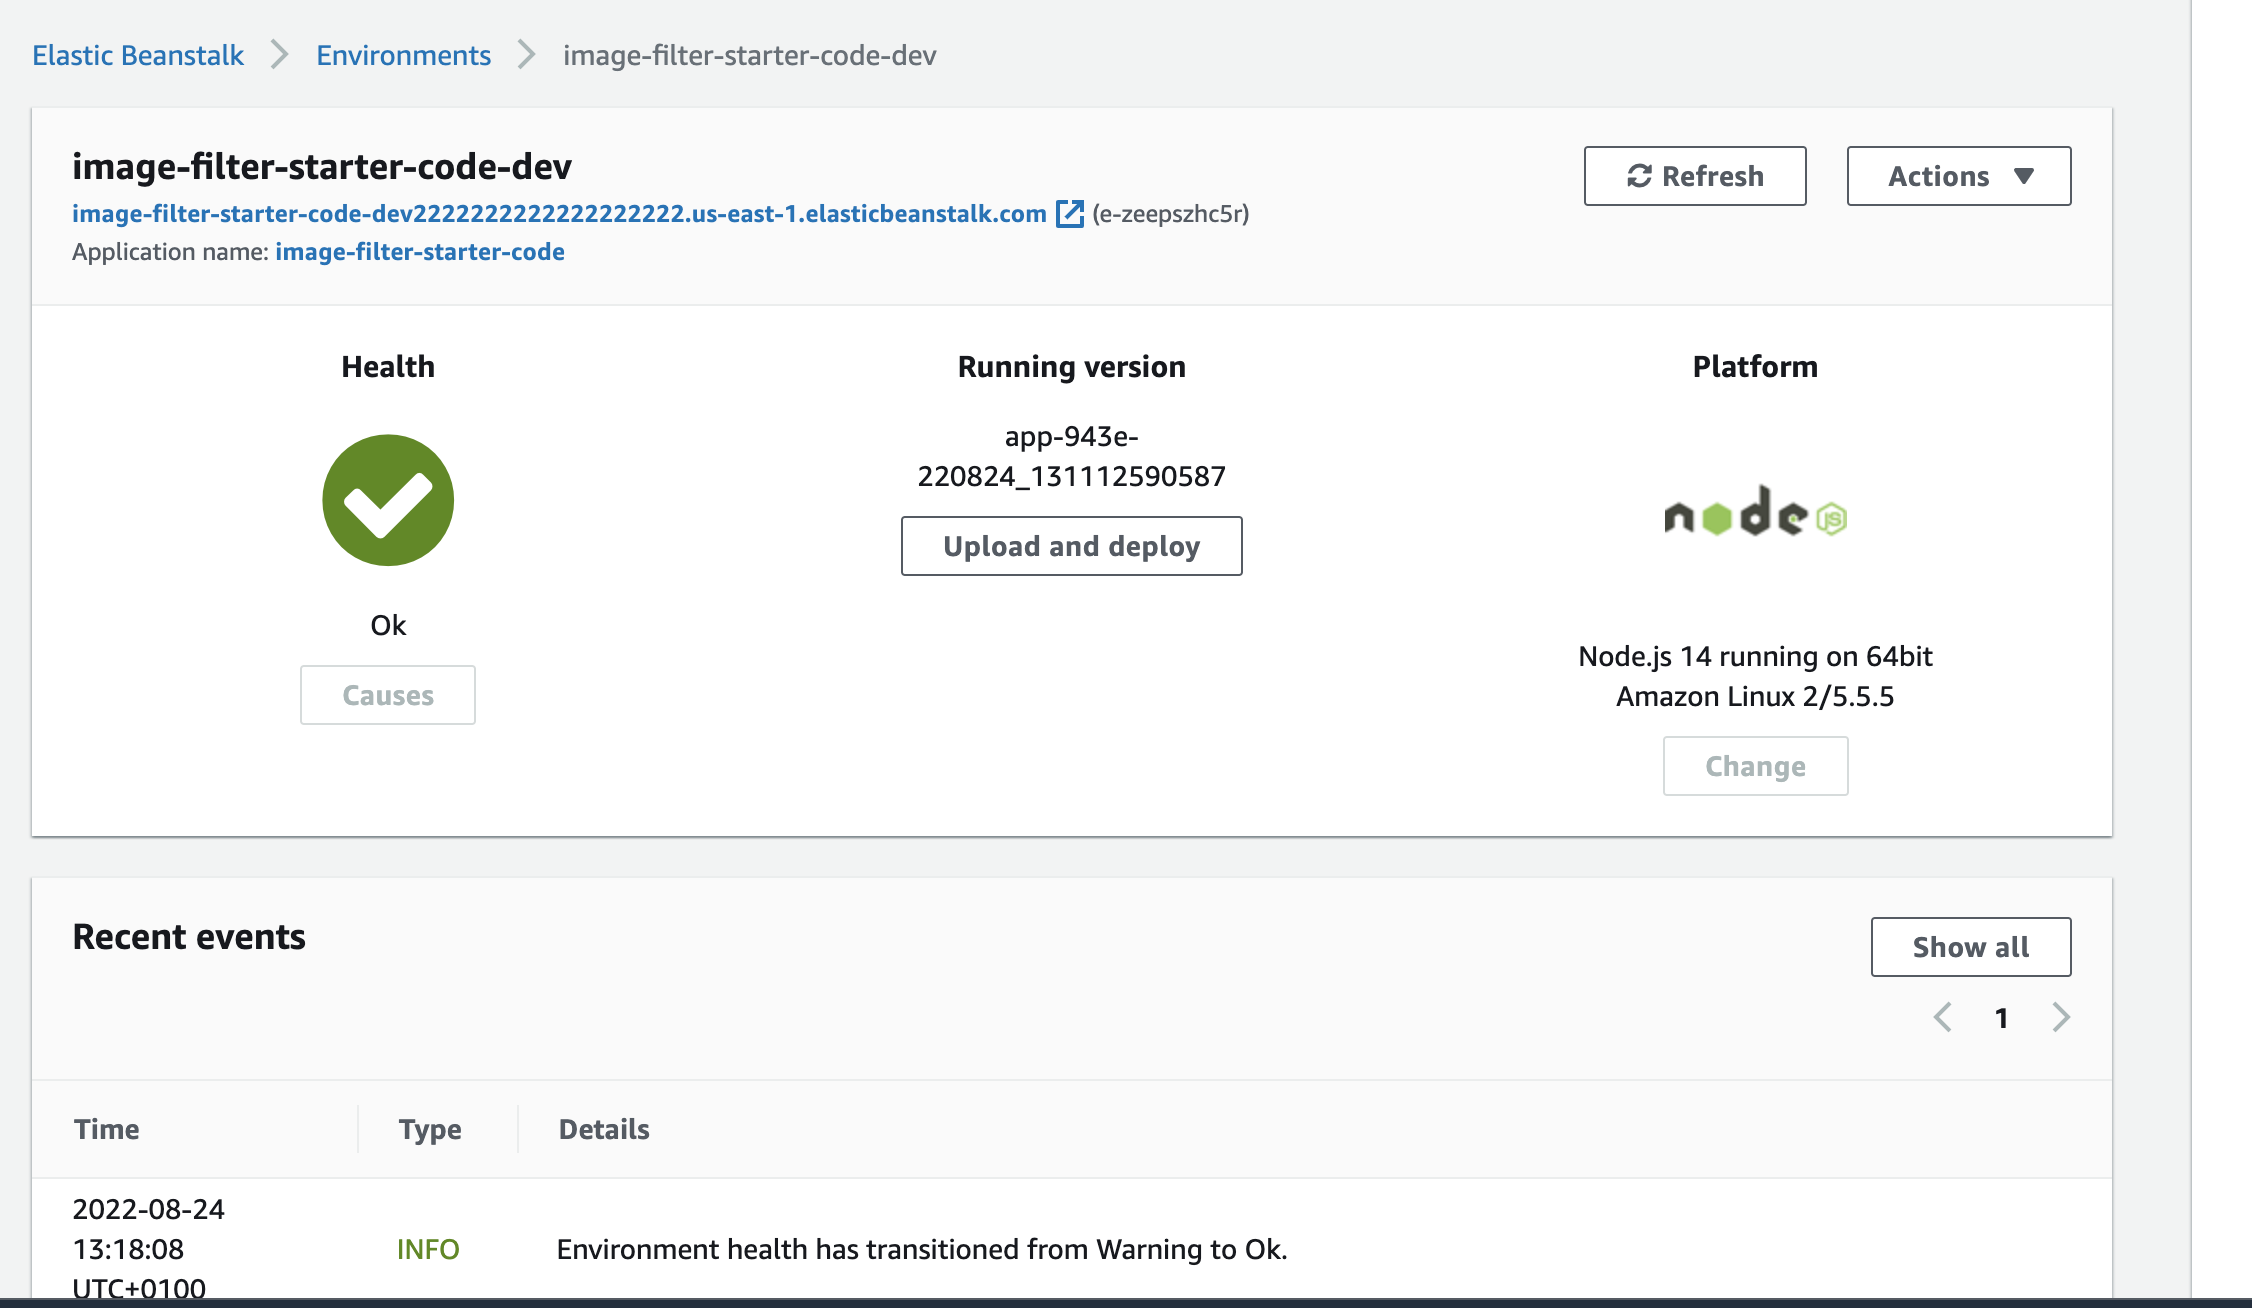 Elastic Beanstalk > Environments > image-filter-starter-code-dev
image-filter-starter-code-dev
Refresh
Actions
image-filter-starter-code-dev2222222222222222222.us-east-1.elasticbeanstalk.com (e-zeepszhc5r)
Application name: image-filter-starter-code
Health
Running version
Platform
app-943e-
220824_131112590587
Upload and deploy
node JS
Ok
Causes
Node.js 14 running on 64bit
Amazon Linux 2/5.5.5
Change
Recent events
Show all
1
Time Type Details
2022-08-24
13:18:08
UTC+0100
INFO
Environment health has transitioned from Warning to Ok.